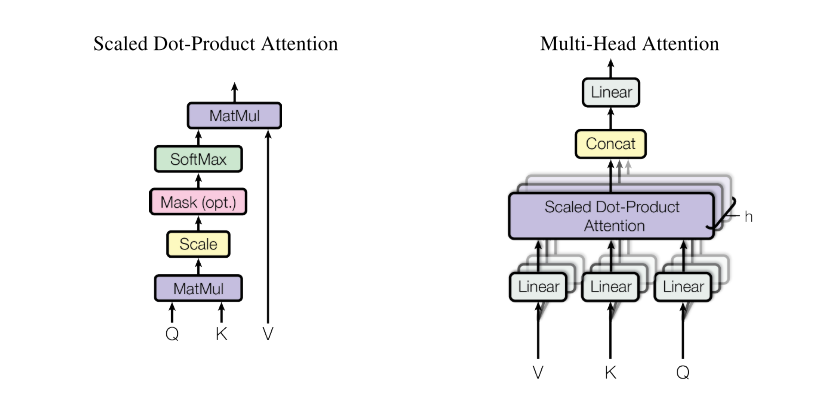 Scaled Dot-Product Attention
MatMul
SoftMax
Mask (opt.)
Scale
MatMul
Q K V
Multi-Head Attention
Linear
Concat
Scaled Dot-Product
Attention
h
Linear Linear Linear
V K Q